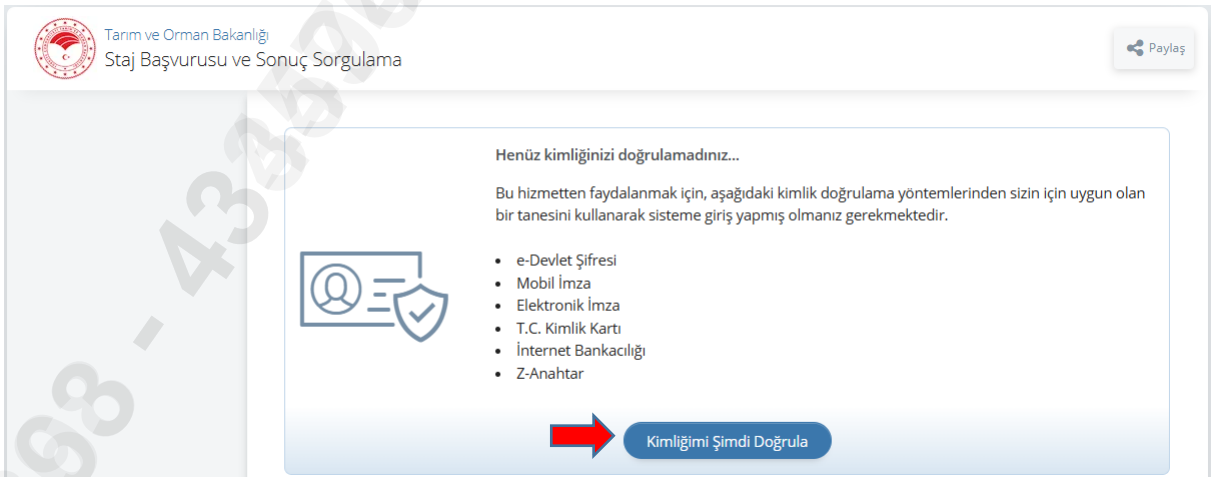 Tarım ve Orman Bakanlığı
Staj Başvurusu ve Sonuç Sorgulama
Paylaş
Henüz kimliğinizi doğrulamadınız...
Bu hizmetten faydalanmak için, aşağıdaki kimlik doğrulama yöntemlerinden sizin için uygun olan
bir tanesini kullanarak sisteme giriş yapmış olmanız gerekmektedir.
• e-Devlet Şifresi
• Mobil İmza
• Elektronik İmza
• T.C. Kimlik Kartı
• İnternet Bankacılığı
• Z-Anahtar
Kimliğimi Şimdi Doğrula